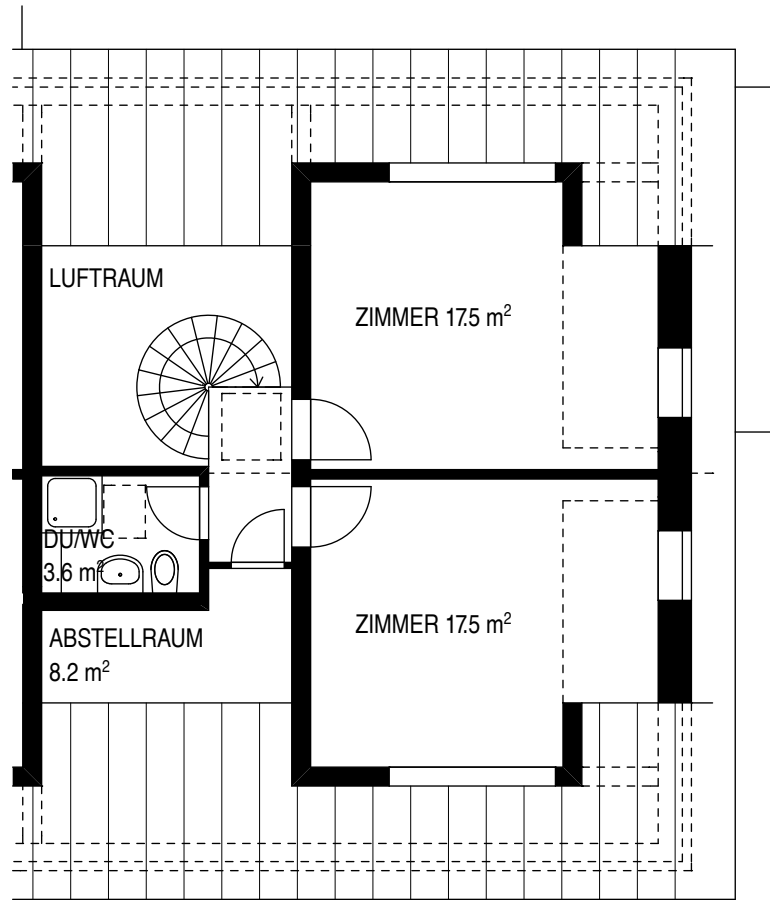 LUFTRAUM
ZIMMER 17.5 m²
DU/WC
3.6 m²
ZIMMER 17.5 m²
ABSTELLRAUM
8.2 m²